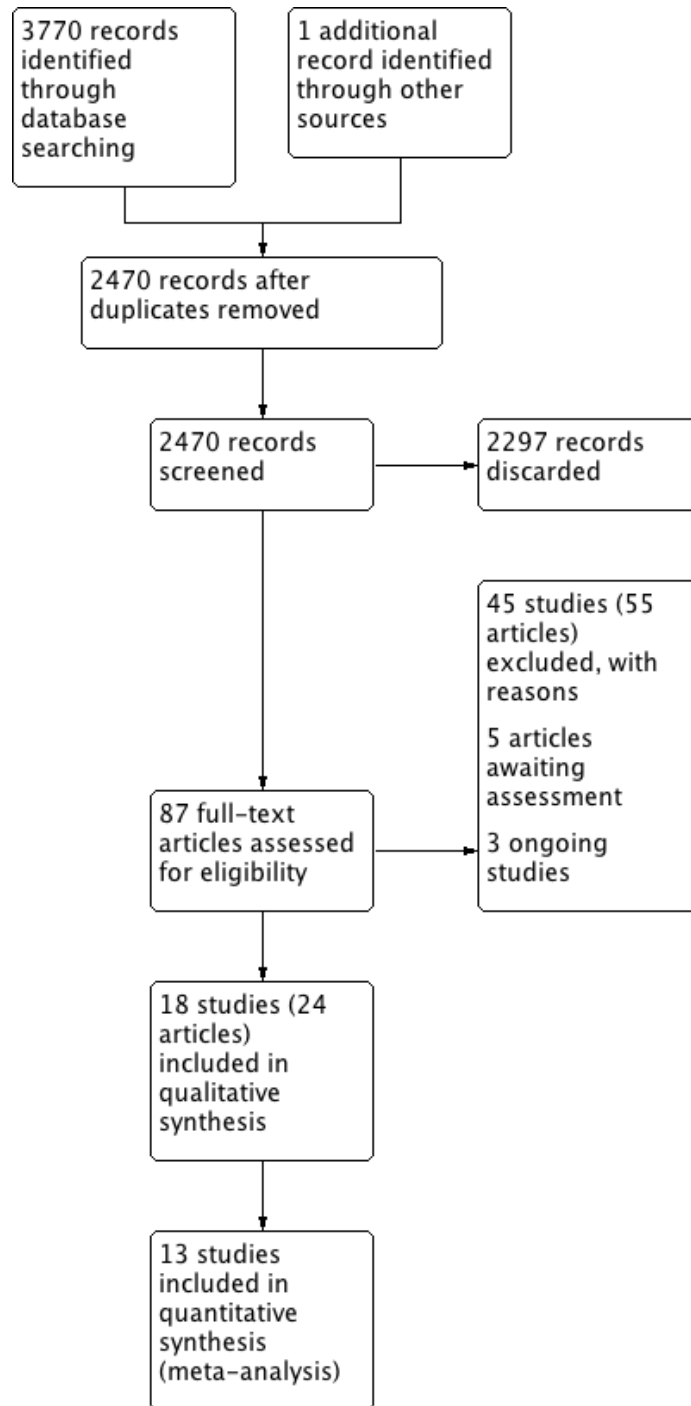 3770 records
identified
through
database
searching
1 additional
record identified
through other
sources
2470 records after
duplicates removed
2470 records
screened
2297 records
discarded
45 studies (55
articles)
excluded, with
reasons
5 articles
awaiting
assessment
3 ongoing
studies
87 full-text
articles assessed
for eligibility
18 studies (24
articles)
included in
qualitative
synthesis
13 studies
included in
quantitative
synthesis
(meta-analysis)